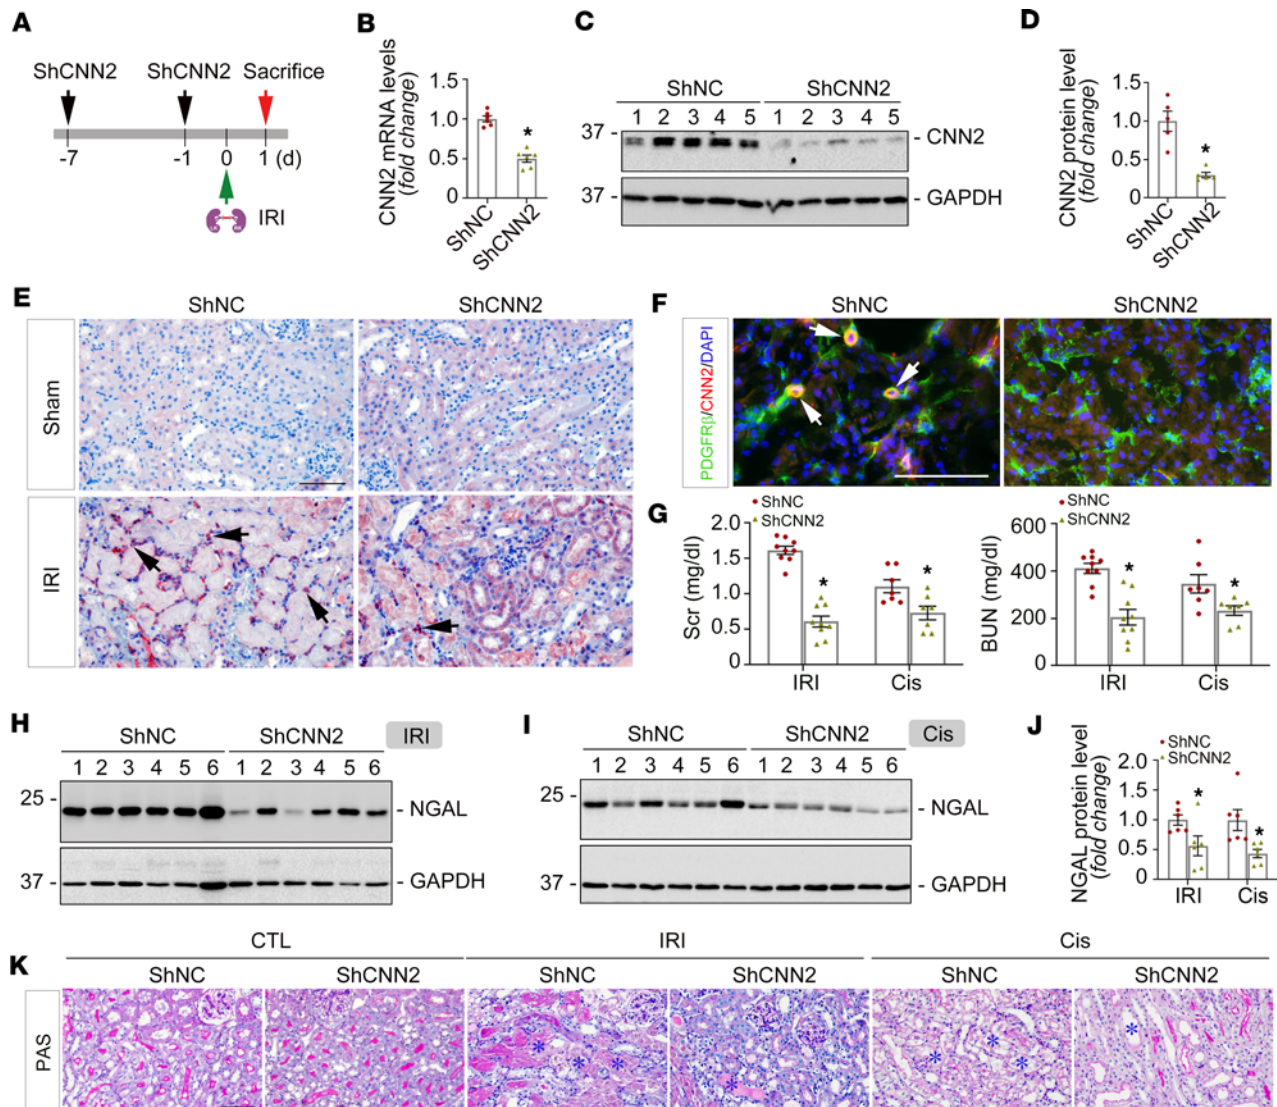 A
ShCNN2 ShCNN2 Sacrifice
-7 -1 0 1 (d)
IRI
B
CNN2 mRNA levels
(fold change)
1.5
1.0
0.5
0
*
ShNC
ShCNN2
C
ShNC ShCNN2
1 2 3 4 5 1 2 3 4 5
37 - - CNN2
37 - - GAPDH
D
CNN2 protein level
(fold change)
1.5
1.0
0.5
0
*
ShNC
ShCNN2
E
ShNC ShCNN2
Sham
IRI
F
ShNC ShCNN2
PDGFRβ/CNN2/DAPI
G
ShNC
ShCNN2
Scr (mg/dl)
2.0
1.5
1.0
0.5
0
* *
IRI Cis
ShNC
ShCNN2
BUN (mg/dl)
600
400
200
0
* *
IRI Cis
H
ShNC ShCNN2 IRI
1 2 3 4 5 6 1 2 3 4 5 6
25 - - NGAL
37 - - GAPDH
I
ShNC ShCNN2 Cis
1 2 3 4 5 6 1 2 3 4 5 6
25 - - NGAL
37 - - GAPDH
J
ShNC
ShCNN2
NGAL protein level
(fold change)
2.0
1.5
1.0
0.5
0
* *
IRI Cis
K
CTL IRI Cis
ShNC ShCNN2 ShNC ShCNN2 ShNC ShCNN2
PAS
* * * * * * *